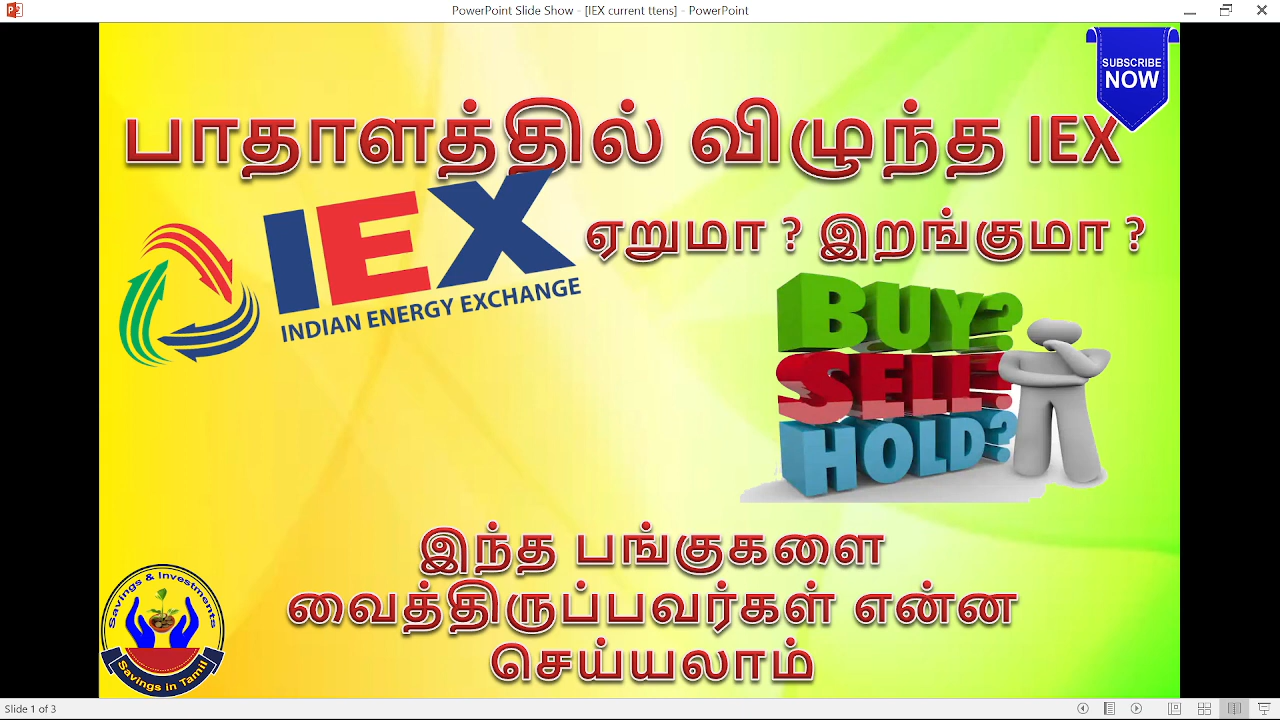 PowerPoint Slide Show - [IEX current ttens] - PowerPoint
SUBSCRIBE
NOW
பாதாளத்தில் விழுந்த IEX
IEX
INDIAN ENERGY EXCHANGE
ஏறுமா ? இறங்குமா ?
BUY?
SELL?
HOLD?
இந்த பங்குகளை
வைத்திருப்பவர்கள் என்ன
செய்யலாம்
Savings & Investments
Savings in Tamil
Slide 1 of 3